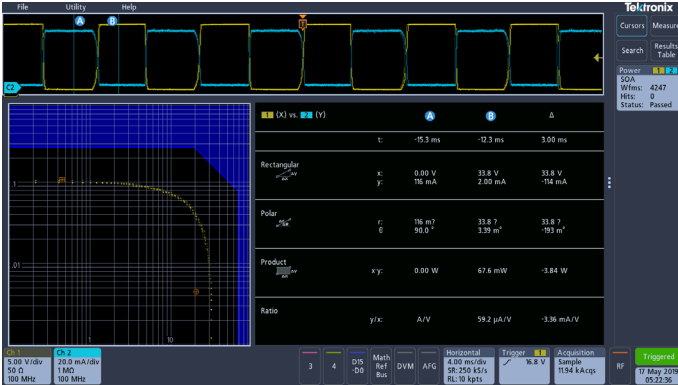 File Utility Help
Tektronix
A B
T
C2
Cursors Measure
Search Results Table
Power 1 2
SOA
Wfms: 4247
Hits: 0
Status: Passed
1 (X) vs. 2 (Y) A B Δ
t: -15.3 ms -12.3 ms 3.00 ms
Rectangular
x: 0.00 V 33.8 V 33.8 V
y: 116 mA 2.00 mA -114 mA
Polar
r: 116 m? 33.8 ? 33.8 ?
θ 90.0 ° 3.39 m° -193 m°
Product
x·y: 0.00 W 67.6 mW -3.84 W
Ratio
y/x: A/V 59.2 µA/V -3.36 mA/V
.1
.01
1
10
Ch 1
5.00 V/div
50 Ω
100 MHz
Ch 2
20.0 mA/div
1 MΩ
100 MHz
3
4
D15
-D0
Math
Ref
Bus
DVM
AFG
Horizontal
4.00 ms/div
SR: 250 kS/s
RL: 10 kpts
Trigger 1
16.8 V
Acquisition
Sample
11.94 kAcqs
RF
Triggered
17 May 2019
05:22:36